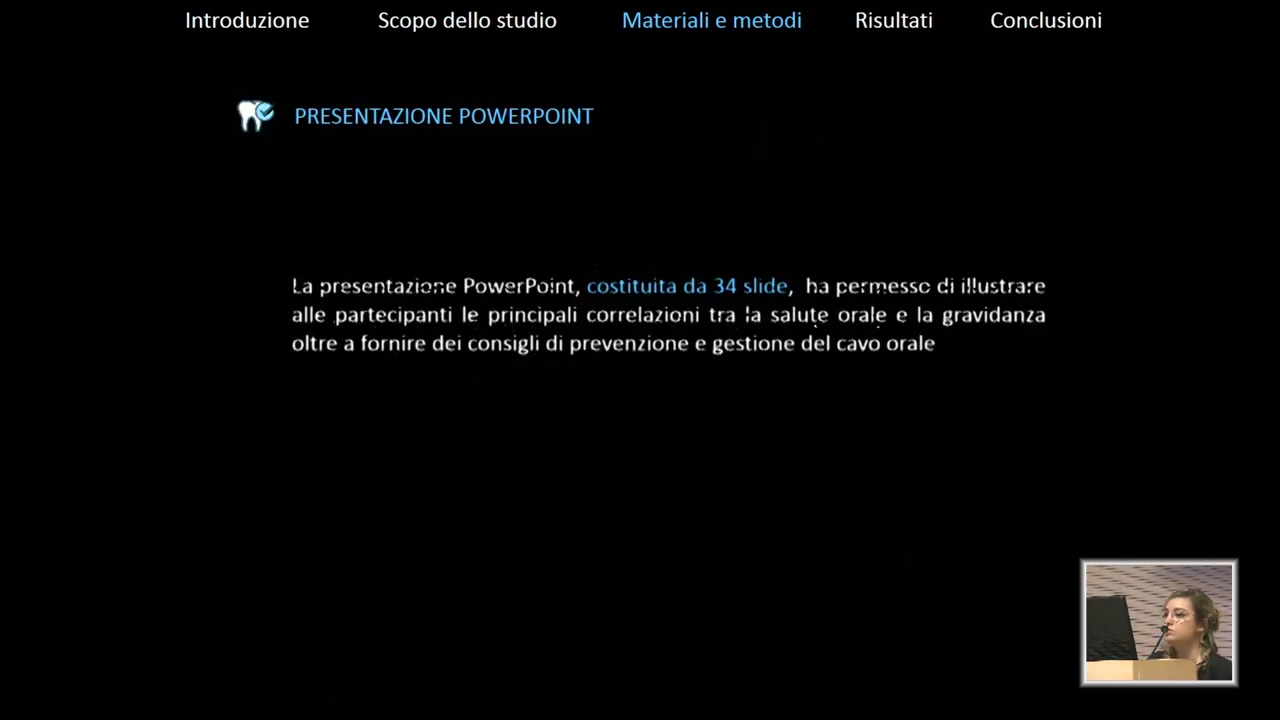 Introduzione Scopo dello studio Materiali e metodi Risultati Conclusioni
PRESENTAZIONE POWERPOINT
La presentazione PowerPoint, costituita da 34 slide, ha permesso di illustrare
alle partecipanti le principali correlazioni tra la salute orale e la gravidanza
oltre a fornire dei consigli di prevenzione e gestione del cavo orale